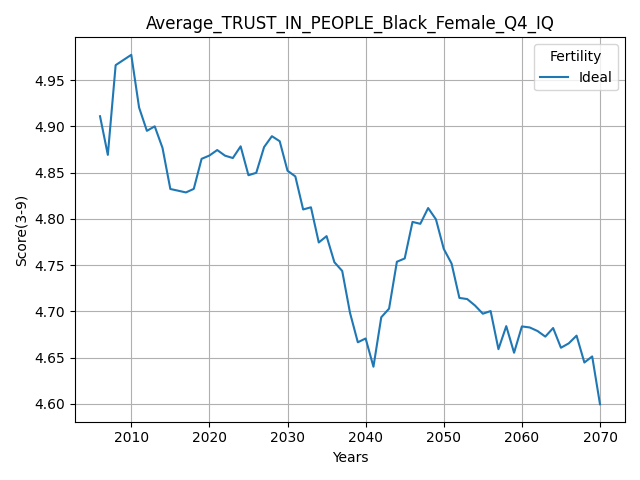 Average_TRUST_IN_PEOPLE_Black_Female_Q4_IQ
Fertility
Ideal
Score(3-9)
4.95
4.90
4.85
4.80
4.75
4.70
4.65
4.60
2010 2020 2030 2040 2050 2060 2070
Years